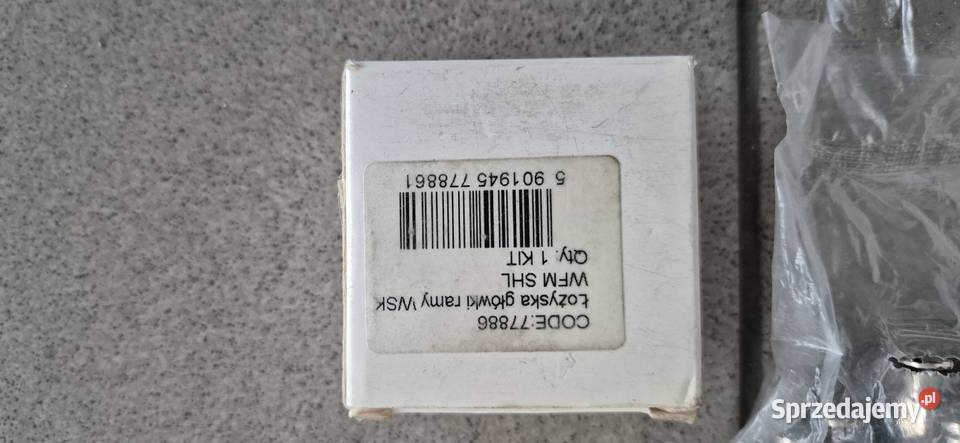 CODE:77886
Łożyska główki ramy WSK
WFM SHL
Qty: 1 KIT
5 901945 778861
Sprzedajemy.pl